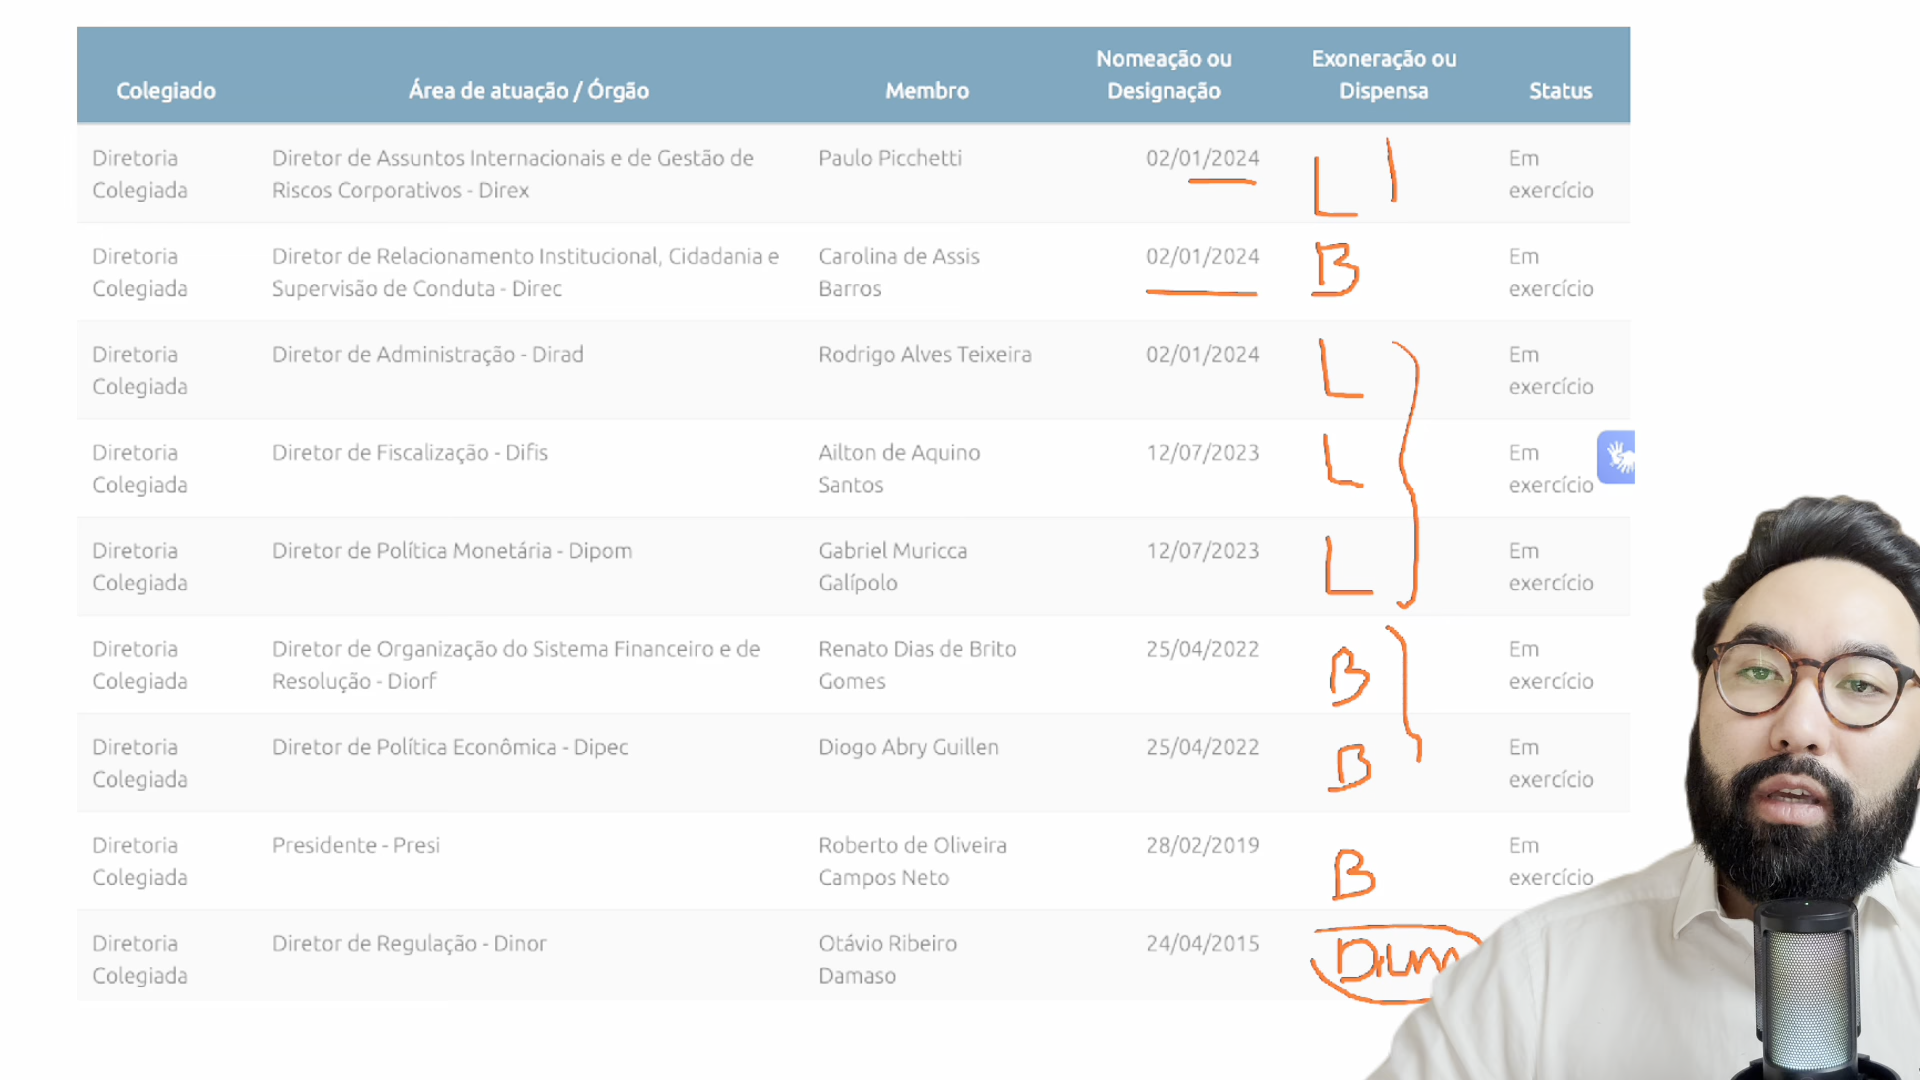 Colegiado Área de atuação / Órgão Membro Nomeação ou Designação Exoneração ou Dispensa Status
Diretoria Colegiada Diretor de Assuntos Internacionais e de Gestão de Riscos Corporativos - Direx Paulo Picchetti 02/01/2024 L Em exercício
Diretoria Colegiada Diretor de Relacionamento Institucional, Cidadania e Supervisão de Conduta - Direc Carolina de Assis Barros 02/01/2024 B Em exercício
Diretoria Colegiada Diretor de Administração - Dirad Rodrigo Alves Teixeira 02/01/2024 L Em exercício
Diretoria Colegiada Diretor de Fiscalização - Difis Ailton de Aquino Santos 12/07/2023 L Em exercício
Diretoria Colegiada Diretor de Política Monetária - Dipom Gabriel Muricca Galípolo 12/07/2023 L Em exercício
Diretoria Colegiada Diretor de Organização do Sistema Financeiro e de Resolução - Diorf Renato Dias de Brito Gomes 25/04/2022 B Em exercício
Diretoria Colegiada Diretor de Política Econômica - Dipec Diogo Abry Guillen 25/04/2022 B Em exercício
Diretoria Colegiada Presidente - Presi Roberto de Oliveira Campos Neto 28/02/2019 B Em exercício
Diretoria Colegiada Diretor de Regulação - Dinor Otávio Ribeiro Damaso 24/04/2015